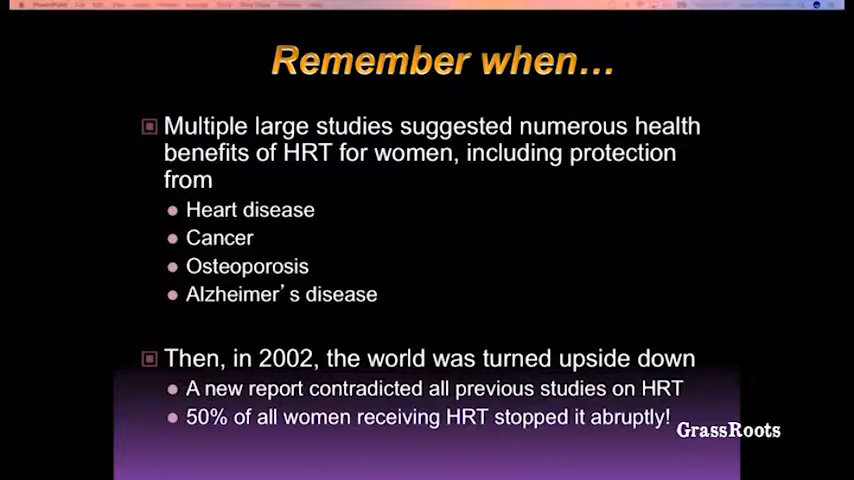 Remember when...
Multiple large studies suggested numerous health
benefits of HRT for women, including protection
from
Heart disease
Cancer
Osteoporosis
Alzheimer's disease
Then, in 2002, the world was turned upside down
A new report contradicted all previous studies on HRT
50% of all women receiving HRT stopped it abruptly!
GrassRoots